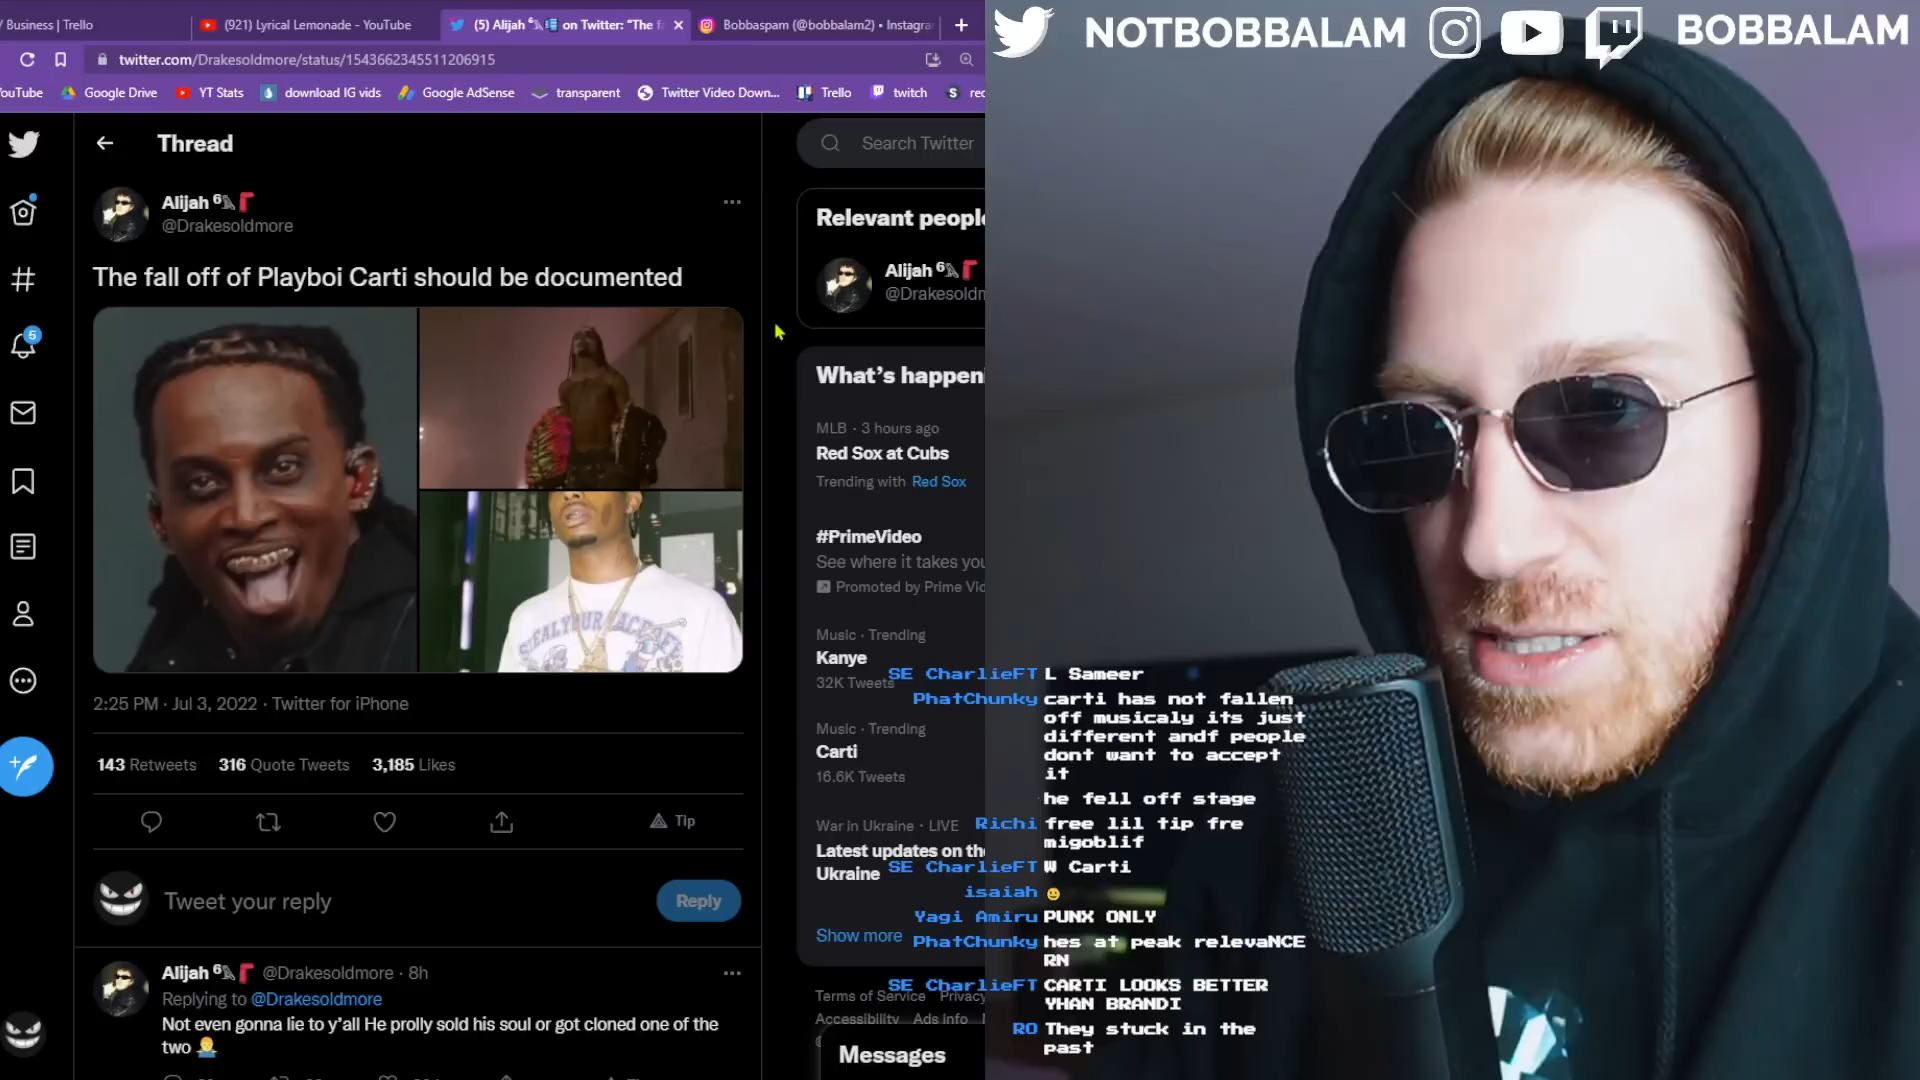 Business | Trello
(921) Lyrical Lemonade - YouTube
(5) Alijah on Twitter: "The f
Bobbaspam (@bobbalam2) • Instagra
twitter.com/Drakesoldmore/status/1543662345511206915
ouTube
Google Drive
YT Stats
download IG vids
Google AdSense
transparent
Twitter Video Down...
Trello
twitch
rec
NOTBOBBALAM
BOBBALAM
Thread
Search Twitter
Alijah
@Drakesoldmore
The fall off of Playboi Carti should be documented
STEALYOUR FACEOFF
2:25 PM · Jul 3, 2022 · Twitter for iPhone
143 Retweets 316 Quote Tweets 3,185 Likes
Tip
Tweet your reply
Reply
Alijah @Drakesoldmore · 8h
Replying to @Drakesoldmore
Not even gonna lie to y'all He prolly sold his soul or got cloned one of the
two
5
Relevant people
Alijah
@Drakesoldm
What's happeni
MLB · 3 hours ago
Red Sox at Cubs
Trending with Red Sox
#PrimeVideo
See where it takes you
Promoted by Prime Vid
Music · Trending
Kanye
32K Tweets
Music · Trending
Carti
16.6K Tweets
War in Ukraine · LIVE
Latest updates on the
Ukraine
Show more
Terms of Service Privacy
Accessibility Ads info
Messages
SE CharlieFT L Sameer
PhatChunky carti has not fallen
off musicaly its just
different andf people
dont want to accept
it
he fell off stage
Richi free lil tip fre
migoblif
SE CharlieFT W Carti
isaiah
Yagi Amiru PUNX ONLY
PhatChunky hes at peak relevaNCE
RN
SE CharlieFT CARTI LOOKS BETTER
YHAN BRANDI
RO They stuck in the
past